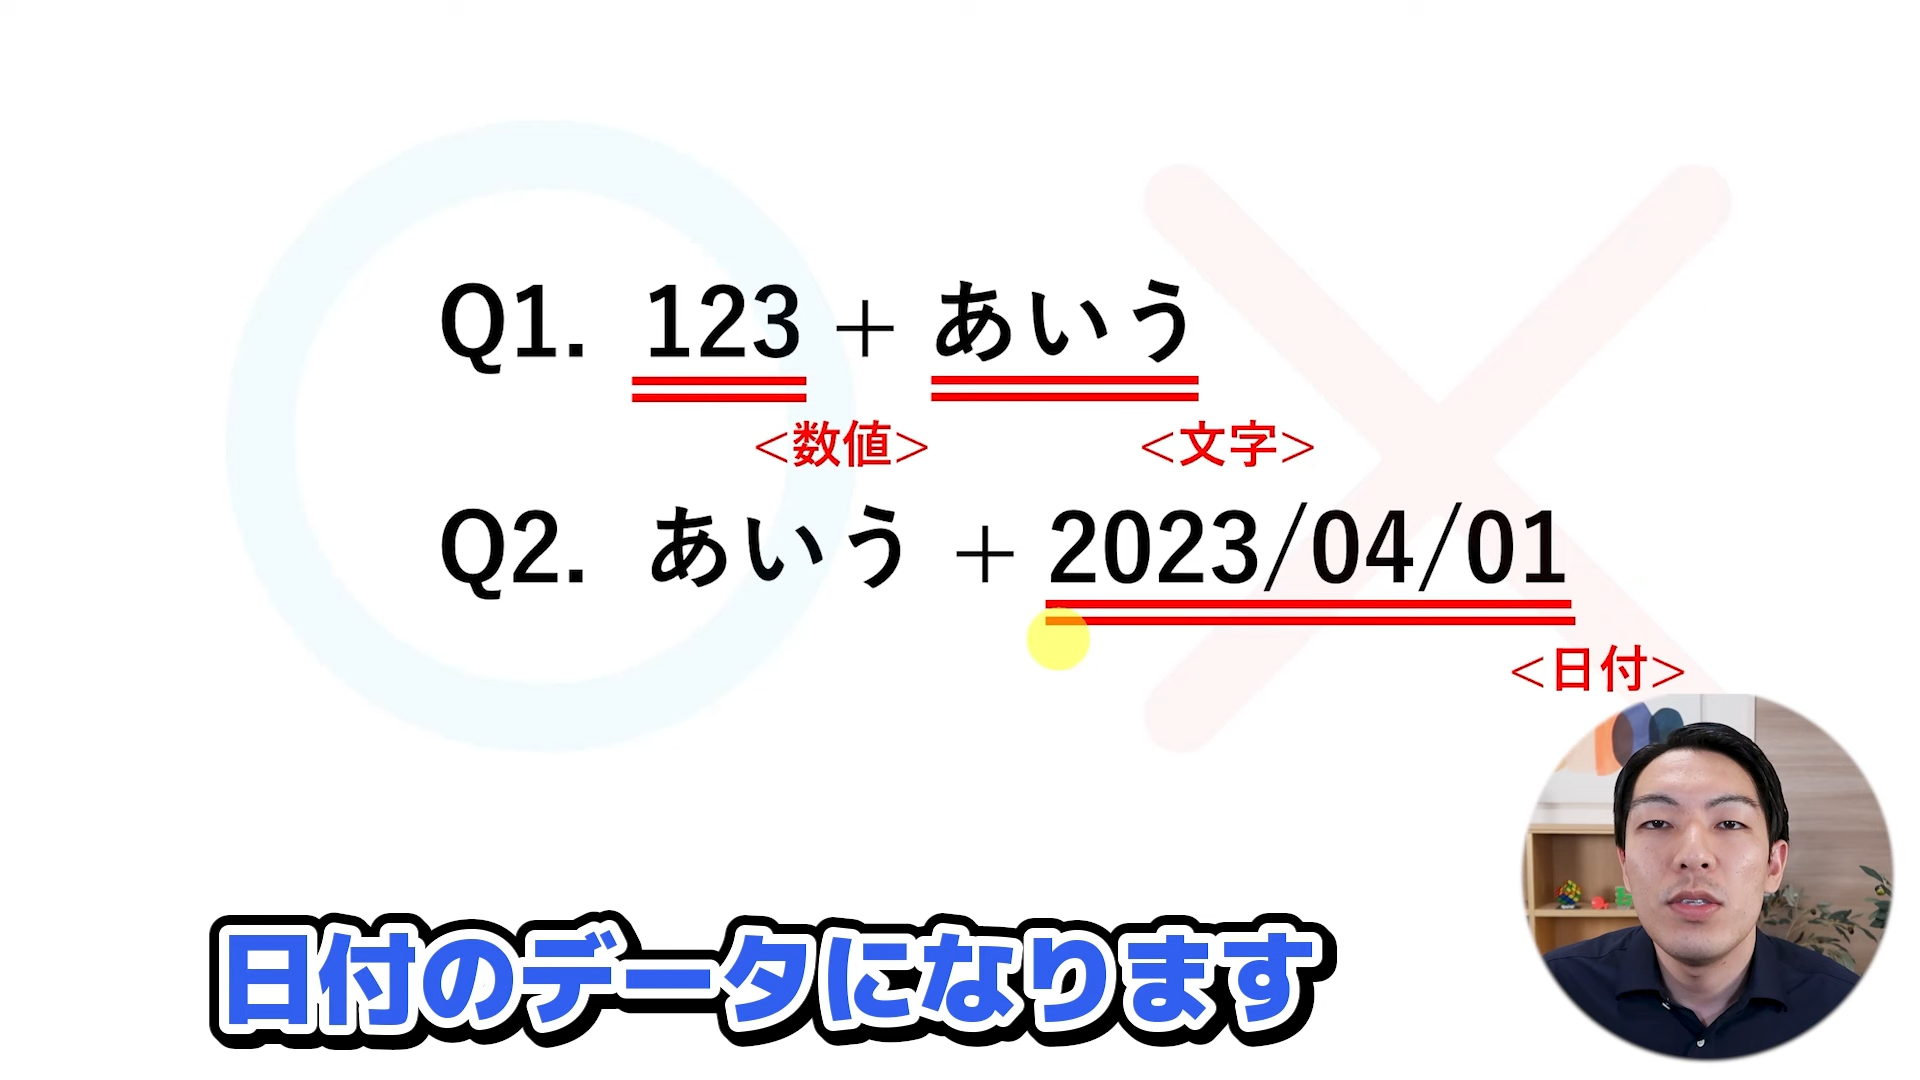 Q1. 123 + あいう
<数値> <文字>
Q2. あいう + 2023/04/01
<日付>
日付のデータになります